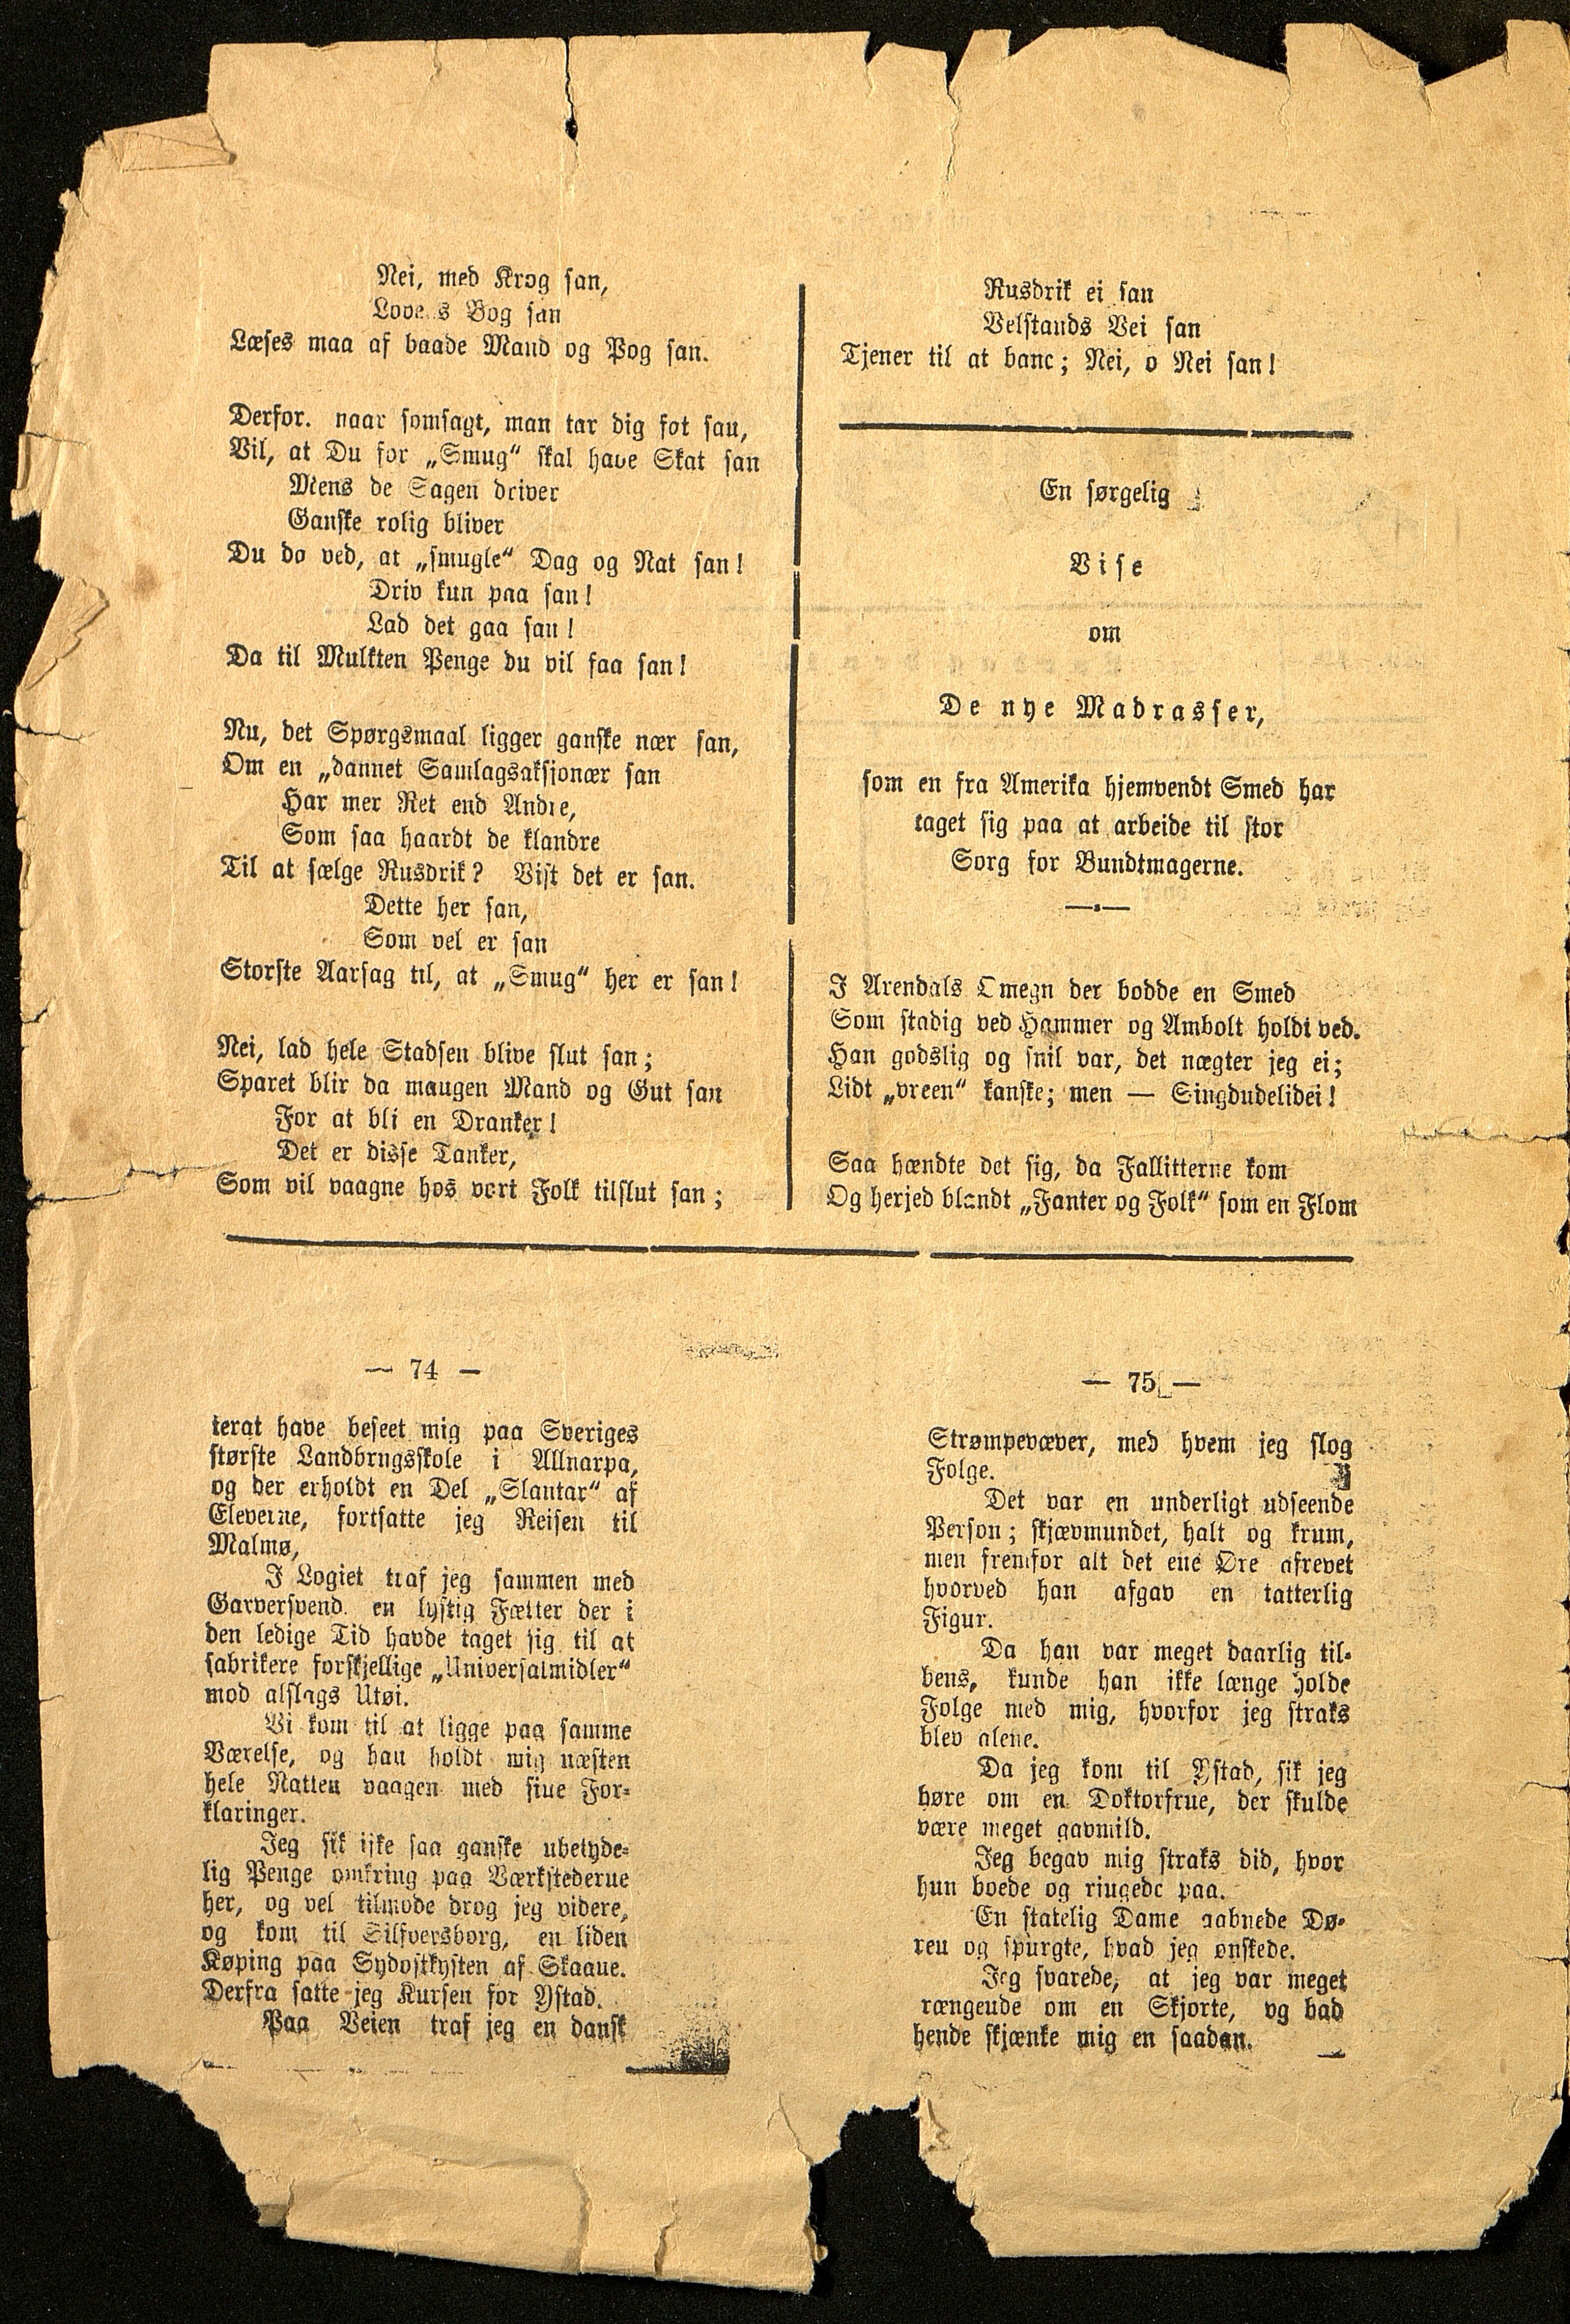 Nei, med Krog san,
Lovens Bog san
Læses maa af baade Mand og Pog san.
Derfor. naar somsagt, man tar dig fot san,
Vil, at Du for „Smug“ skal have Skat san
Mens de Sagen driver
Ganske rolig bliver
Du do ved, at „smugle“ Dag og Nat san!
Driv kun paa san!
Lad det gaa san!
Da til Mulkten Penge du vil faa san!
Nu, det Spørgsmaal ligger ganske nær san,
Om en „dannet Samlagsaksjonær san
Har mer Ret end Andre,
Som saa haardt de klandre
Til at sælge Rusdrik? Vist det er san.
Dette her san,
Som vel er san
Storste Aarsag til, at „Smug“ her er san!
Nei, lad hele Stadsen blive slut san;
Sparet blir da maugen Mand og Gut san
For at bli en Dranker!
Det er disse Tanker,
Som vil vaagne hos vort Folk tilslut san;
Rusdrik ei san
Velstands Vei san
Tjener til at bane; Nei, o Nei san!
En sørgelig
Vise
om
De nye Madrasser,
som en fra Amerika hjemvendt Smed har
taget sig paa at arbeide til stor
Sorg for Bundtmagerne.
I Arendals Omegn der bodde en Smed
Som stadig ved Hammer og Ambolt holdt ved.
Han godslig og snil var, det nægter jeg ei;
Lidt „vreen“ kanske; men — Singdudelidei!
Saa hændte det sig, da Fallitterne kom
Og herjed blandt „Fanter og Folk“ som en Flom
— 74 —
terat have beseet mig paa Sveriges
største Landbrugsskole i Allnarpa,
og der erholdt en Del „Slantar“ af
Eleverne, fortsatte jeg Reisen til
Malmø,
I Logiet traf jeg sammen med
Garversvend. en lystig Fætter der i
den ledige Tid havde taget sig til at
fabrikere forskjellige „Universalmidler“
mod alslags Utøi.
Vi kom til at ligge paa samme
Værelse, og han holdt mig næsten
hele Natten vaagen med sine For-
klaringer.
Jeg fik ikke saa ganske ubetyde-
lig Penge omkring paa Værkstederne
her, og vel tilmode drog jeg videre,
og kom til Silfversborg, en liden
Køping paa Sydostkysten af Skaane.
Derfra satte jeg Kursen for Ystad.
Paa Veien traf jeg en dansk
— 75 —
Strømpevæver, med hvem jeg slog
Folge.
Det var en underligt udseende
Person; skjævmundet, halt og krum,
men fremfor alt det ene Øre afrevet
hvorved han afgav en tatterlig
Figur.
Da han var meget daarlig til-
bens, kunde han ikke længe holde
Folge med mig, hvorfor jeg straks
blev alene.
Da jeg kom til Ystad, fik jeg
høre om en Doktorfrue, der skulde
være meget gavmild.
Jeg begav mig straks did, hvor
hun boede og ringede paa.
En statelig Dame aabnede Dø-
ren og spurgte, hvad jeg ønskede.
Jeg svarede, at jeg var meget
rængende om en Skjorte, og bad
hende skjænke mig en saadan.